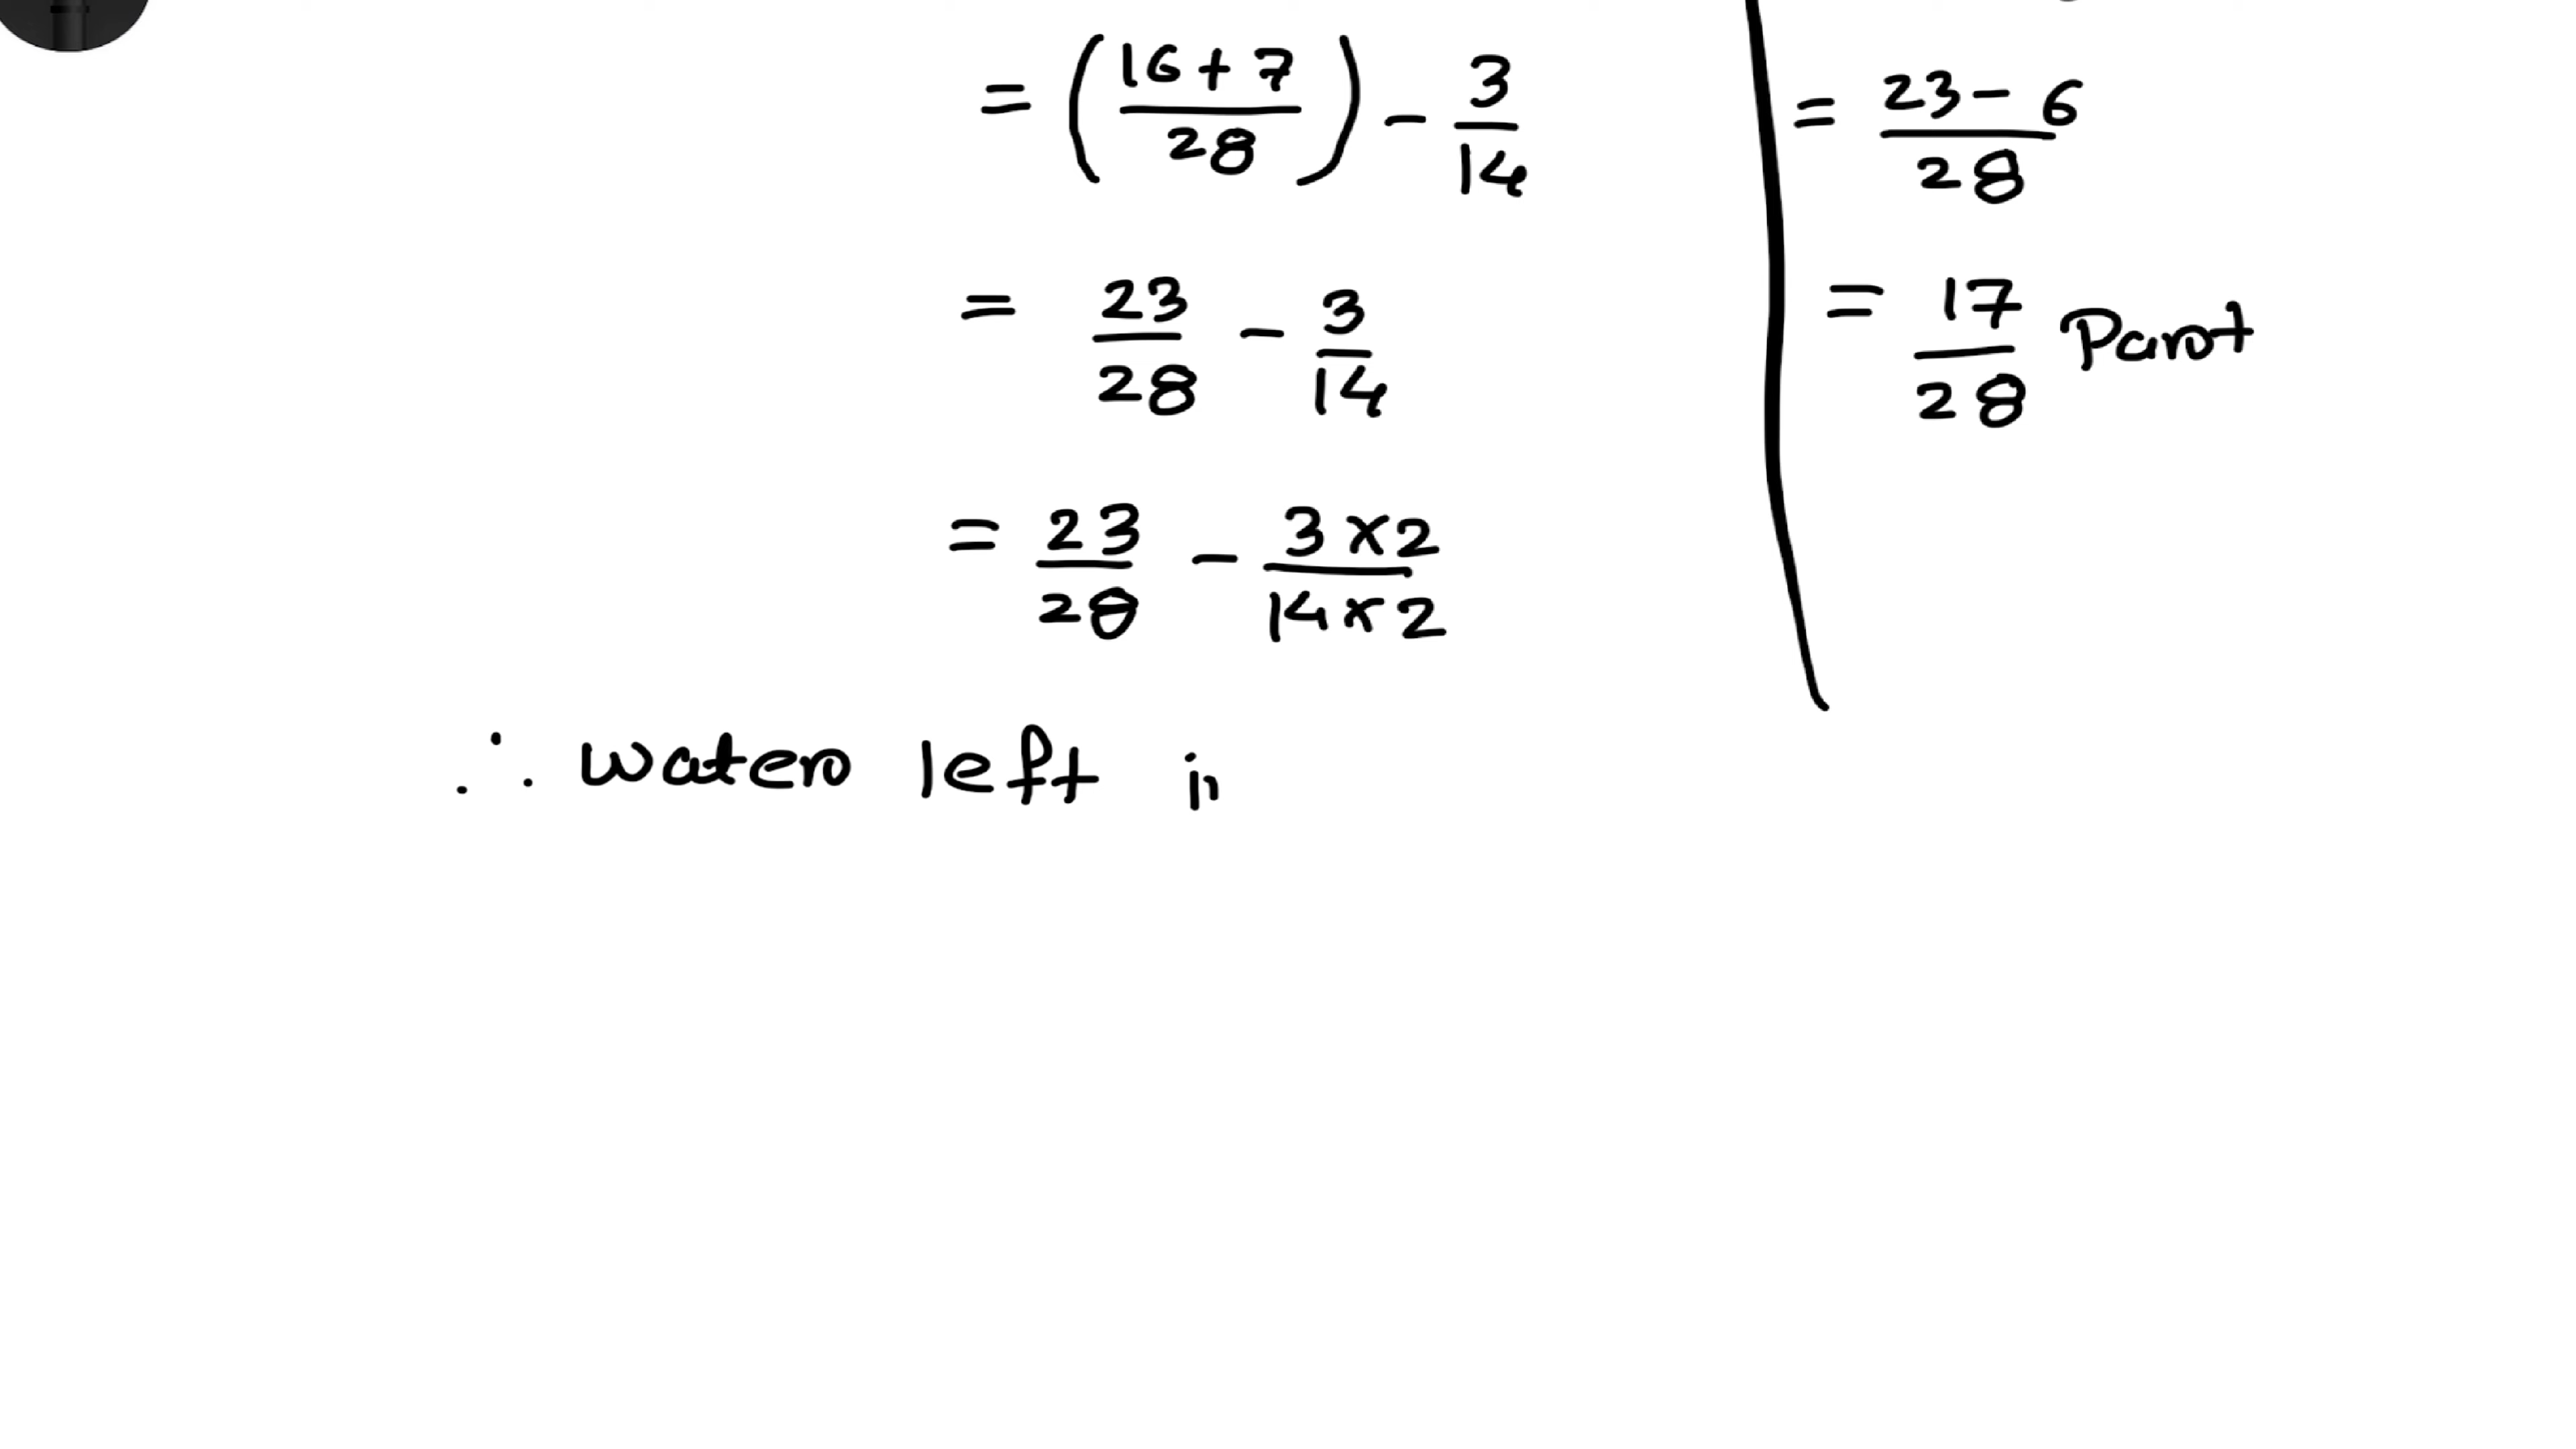 = (16+7/28) - 3/14
= 23/28 - 3/14
= 23/28 - 3×2/14×2
= 23-6/28
= 17/28 Part
∴ water left in